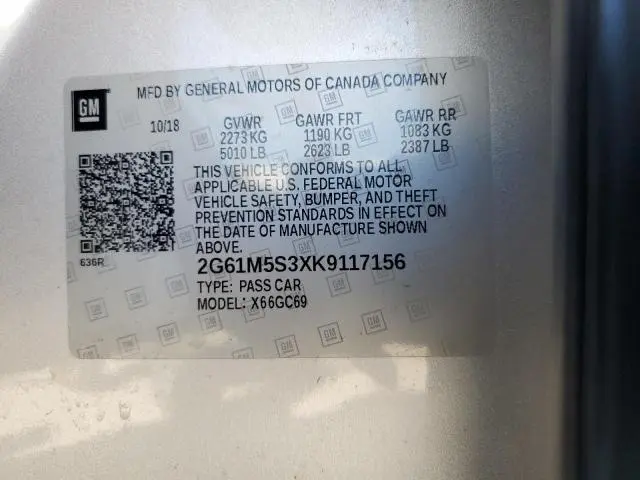 MFD BY GENERAL MOTORS OF CANADA COMPANY
GM
10/18 GVWR GAWR FRT GAWR RR
2273 KG 1190 KG 1083 KG
5010 LB 2623 LB 2387 LB
THIS VEHICLE CONFORMS TO ALL
APPLICABLE U.S. FEDERAL MOTOR
VEHICLE SAFETY, BUMPER, AND THEFT
PREVENTION STANDARDS IN EFFECT ON
THE DATE OF MANUFACTURE SHOWN
ABOVE.
636R
2G61M5S3XK9117156
TYPE: PASS CAR
MODEL: X66GC69